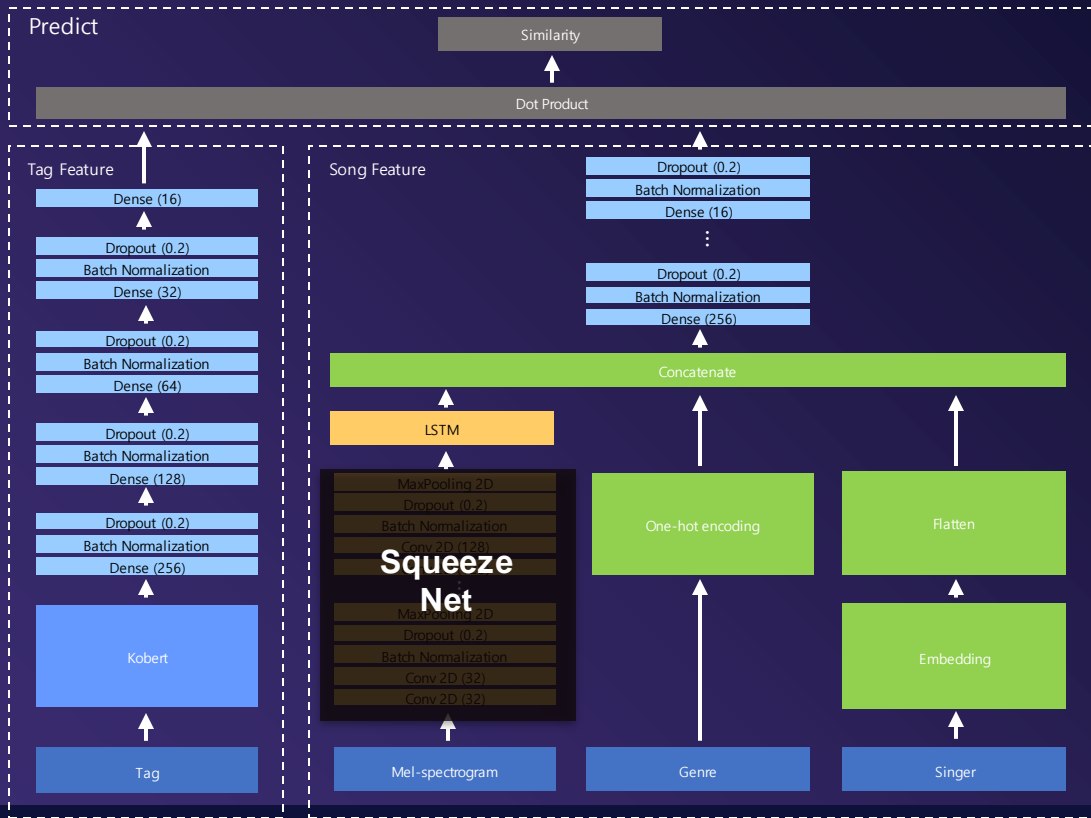 Predict
Similarity
Dot Product
Tag Feature
Dense (16)
Dropout (0.2)
Batch Normalization
Dense (32)
Dropout (0.2)
Batch Normalization
Dense (64)
Dropout (0.2)
Batch Normalization
Dense (128)
Dropout (0.2)
Batch Normalization
Dense (256)
Kobert
Tag
Song Feature
Dropout (0.2)
Batch Normalization
Dense (16)
⋮
Dropout (0.2)
Batch Normalization
Dense (256)
Concatenate
LSTM
MaxPooling 2D
Dropout (0.2)
Batch Normalization
Conv 2D (128)
Squeeze
Net
MaxPooling 2D
Dropout (0.2)
Batch Normalization
Conv 2D (32)
Conv 2D (32)
Mel-spectrogram
One-hot encoding
Genre
Flatten
Embedding
Singer